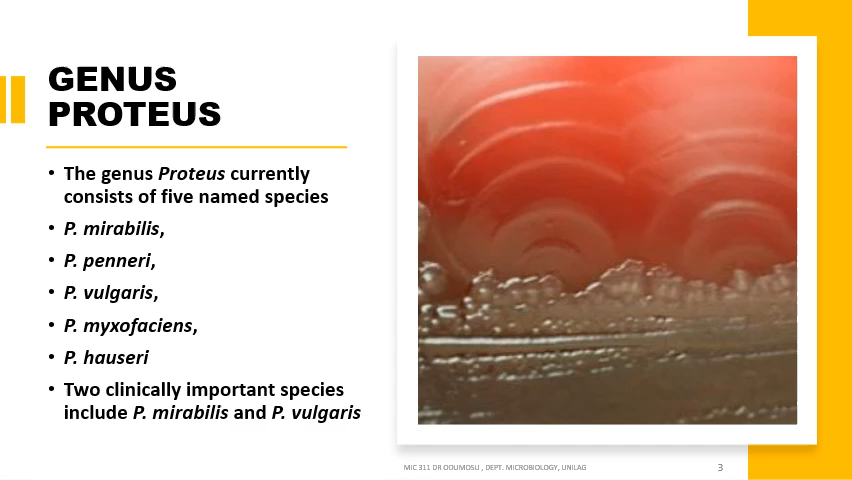 GENUS
PROTEUS
• The genus Proteus currently
consists of five named species
• P. mirabilis,
• P. penneri,
• P. vulgaris,
• P. myxofaciens,
• P. hauseri
• Two clinically important species
include P. mirabilis and P. vulgaris
MIC 311 DR ODUMOSU , DEPT. MICROBIOLOGY, UNILAG
3